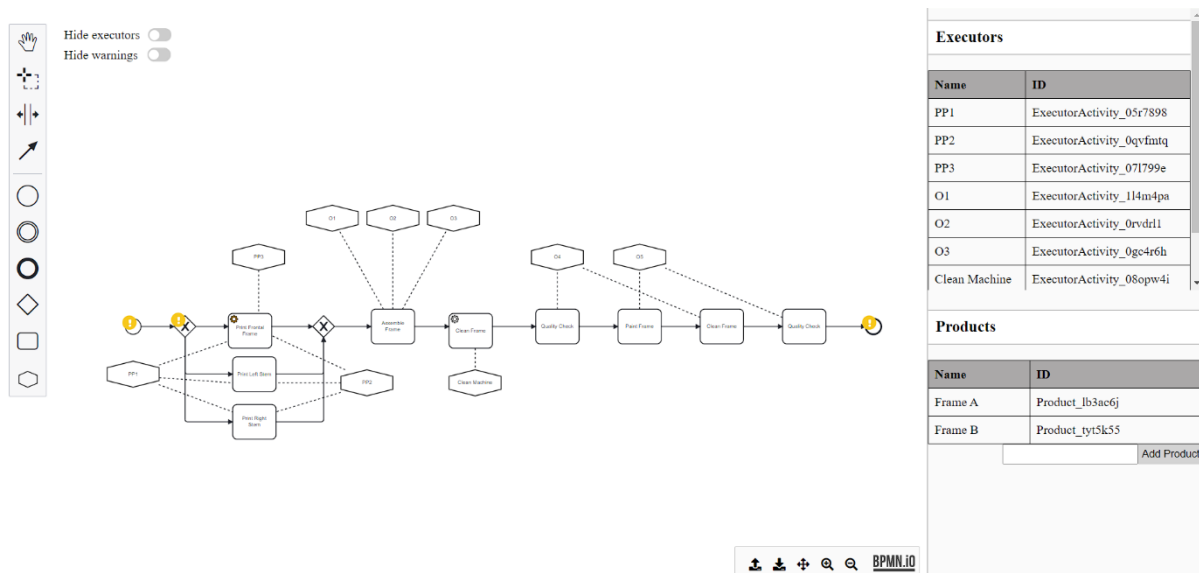 Hide executors
Hide warnings
O1
O2
O3
PP3
O4
Print Frontal
Frame
Assemble
Frame
Clean Frame
Quality Check
Paint Frame
Clean Frame
Quality Check
PP1
Print Left Stem
PP2
Clean Machine
Print Right
Stem
BPMN.iO
Executors
Name ID
PP1 ExecutorActivity_05r7898
PP2 ExecutorActivity_0qvfmtq
PP3 ExecutorActivity_07l799e
O1 ExecutorActivity_1l4m4pa
O2 ExecutorActivity_0rvdrl1
O3 ExecutorActivity_0gc4r6h
Clean Machine ExecutorActivity_08opw4i
Products
Name ID
Frame A Product_lb3ac6j
Frame B Product_tyt5k55
Add Product